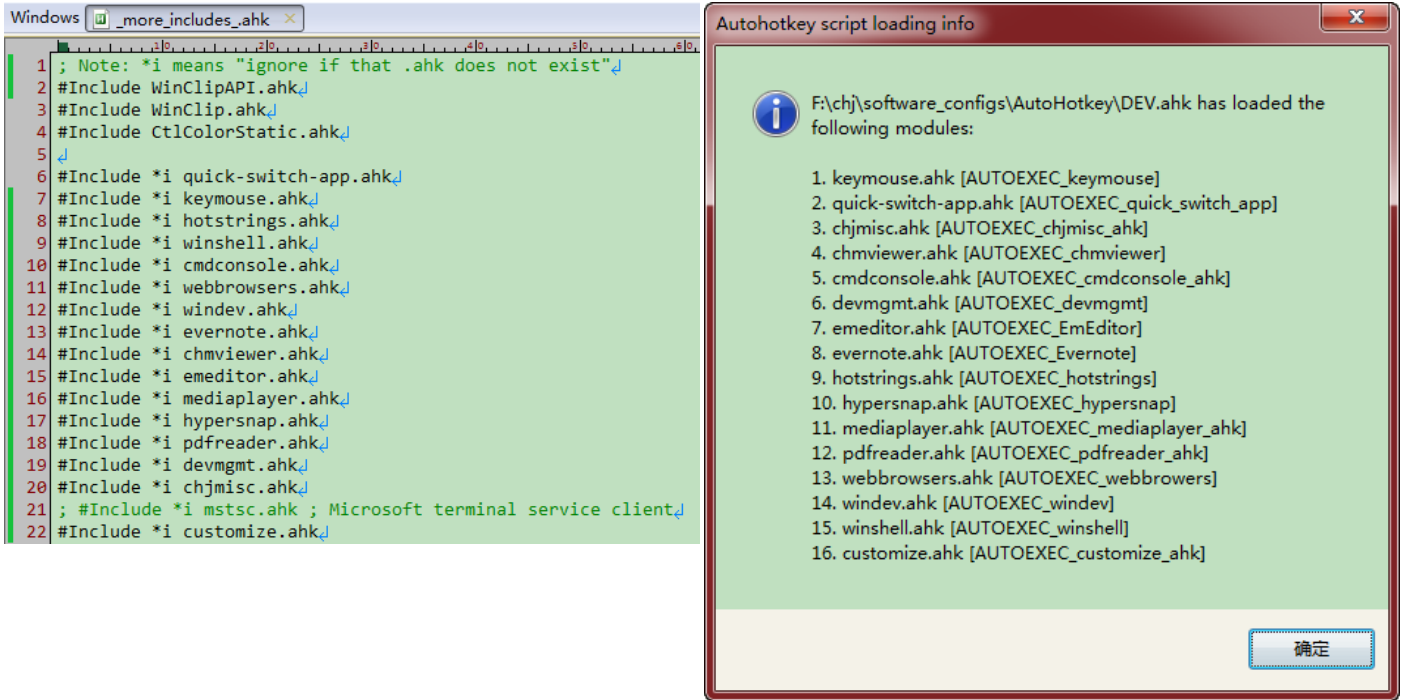 Windows
_more_includes_.ahk
1 ; Note: *i means "ignore if that .ahk does not exist"
2 #Include WinClipAPI.ahk
3 #Include WinClip.ahk
4 #Include CtlColorStatic.ahk
5
6 #Include *i quick-switch-app.ahk
7 #Include *i keymouse.ahk
8 #Include *i hotstrings.ahk
9 #Include *i winshell.ahk
10 #Include *i cmdconsole.ahk
11 #Include *i webbrowsers.ahk
12 #Include *i windev.ahk
13 #Include *i evernote.ahk
14 #Include *i chmviewer.ahk
15 #Include *i emeditor.ahk
16 #Include *i mediaplayer.ahk
17 #Include *i hypersnap.ahk
18 #Include *i pdfreader.ahk
19 #Include *i devmgmt.ahk
20 #Include *i chjmisc.ahk
21 ; #Include *i mstsc.ahk ; Microsoft terminal service client
22 #Include *i customize.ahk
Autohotkey script loading info
F:\chj\software_configs\AutoHotkey\DEV.ahk has loaded the
following modules:
1. keymouse.ahk [AUTOEXEC_keymouse]
2. quick-switch-app.ahk [AUTOEXEC_quick_switch_app]
3. chjmisc.ahk [AUTOEXEC_chjmisc_ahk]
4. chmviewer.ahk [AUTOEXEC_chmviewer]
5. cmdconsole.ahk [AUTOEXEC_cmdconsole_ahk]
6. devmgmt.ahk [AUTOEXEC_devmgmt]
7. emeditor.ahk [AUTOEXEC_EmEditor]
8. evernote.ahk [AUTOEXEC_Evernote]
9. hotstrings.ahk [AUTOEXEC_hotstrings]
10. hypersnap.ahk [AUTOEXEC_hypersnap]
11. mediaplayer.ahk [AUTOEXEC_mediaplayer_ahk]
12. pdfreader.ahk [AUTOEXEC_pdfreader_ahk]
13. webbrowsers.ahk [AUTOEXEC_webbrowers]
14. windev.ahk [AUTOEXEC_windev]
15. winshell.ahk [AUTOEXEC_winshell]
16. customize.ahk [AUTOEXEC_customize_ahk]
确定